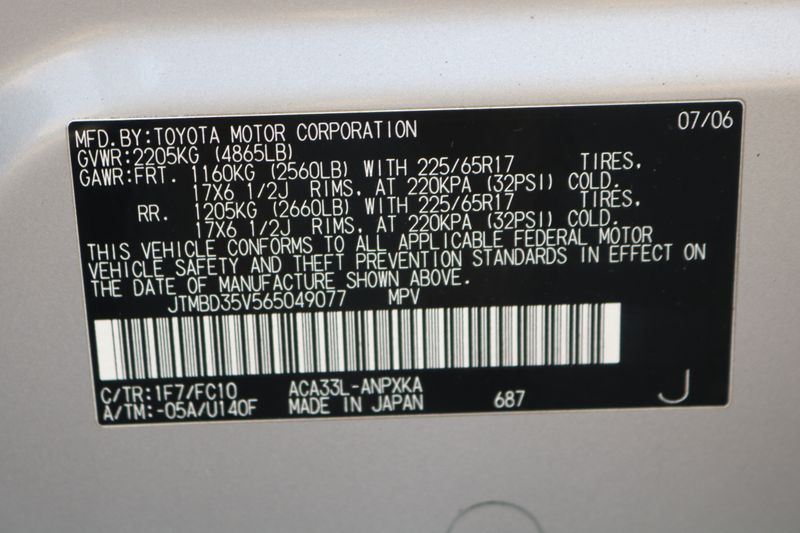 MFD.BY:TOYOTA MOTOR CORPORATION 07/06
GVWR:2205KG (4865LB)
GAWR:FRT. 1160KG (2560LB) WITH 225/65R17 TIRES,
17X6 1/2J RIMS, AT 220KPA (32PSI) COLD.
RR. 1205KG (2660LB) WITH 225/65R17 TIRES,
17X6 1/2J RIMS, AT 220KPA (32PSI) COLD.
THIS VEHICLE CONFORMS TO ALL APPLICABLE FEDERAL MOTOR
VEHICLE SAFETY AND THEFT PREVENTION STANDARDS IN EFFECT ON
THE DATE OF MANUFACTURE SHOWN ABOVE.
JTMBD35V565049077 MPV
C/TR:1F7/FC10 ACA33L-ANPXKA
A/TM:-05A/U140F MADE IN JAPAN 687 J